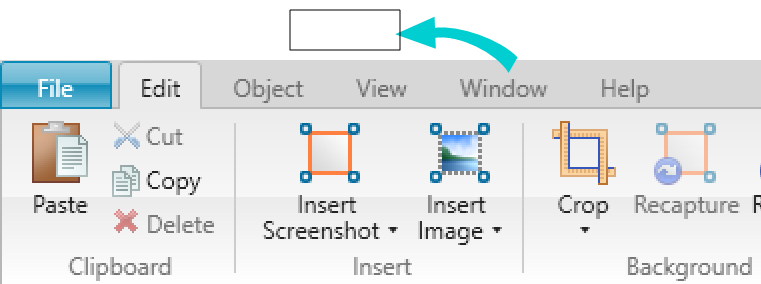 File Edit Object View Window Help
Cut
Copy
Paste
Delete
Insert
Screenshot
Insert
Image
Crop
Recapture
Clipboard
Insert
Background